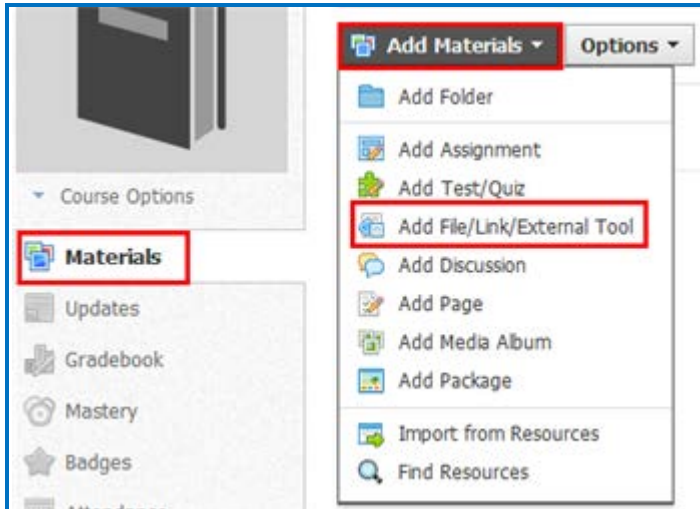 Add Materials
Options
Add Folder
Add Assignment
Add Test/Quiz
Add File/Link/External Tool
Add Discussion
Add Page
Add Media Album
Add Package
Import from Resources
Find Resources
Course Options
Materials
Updates
Gradebook
Mastery
Badges